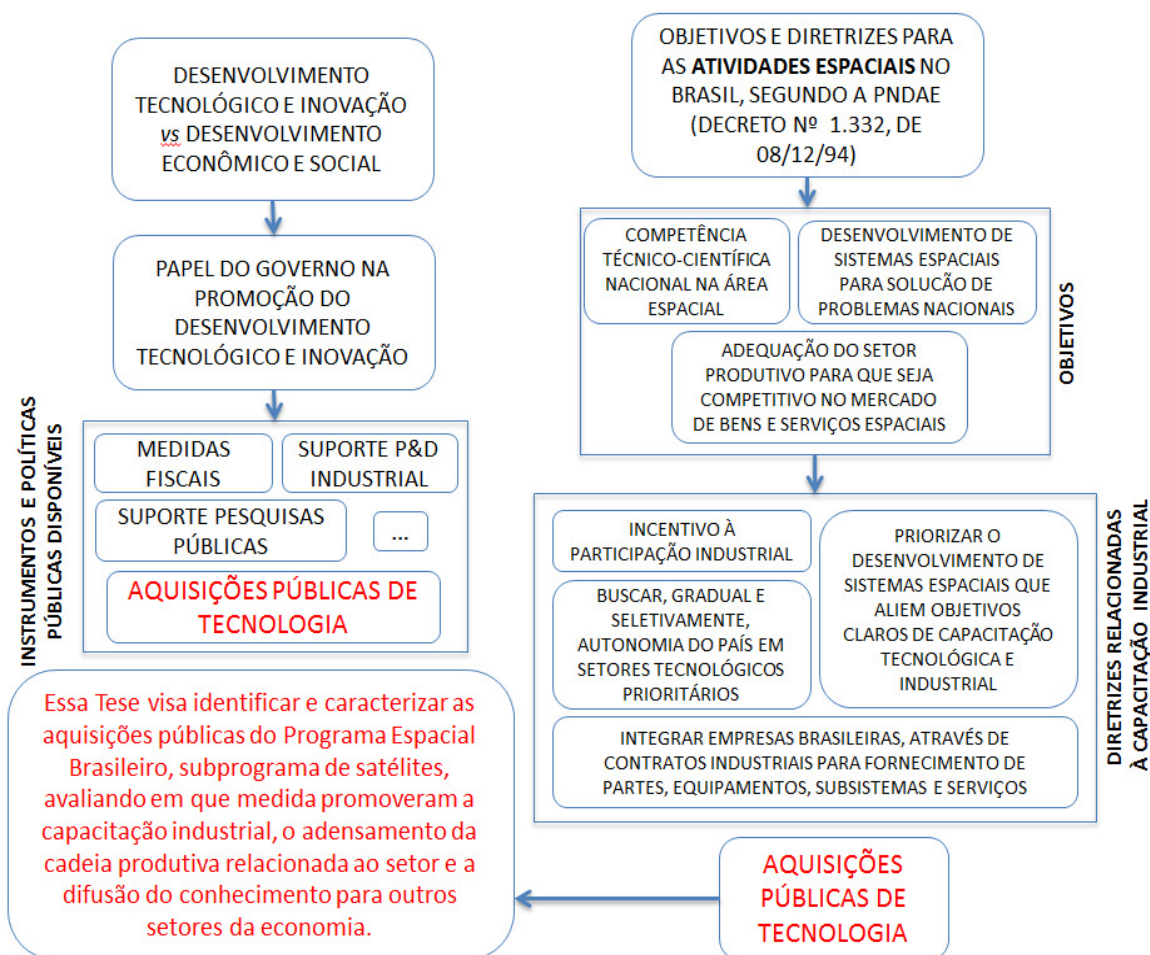 DESENVOLVIMENTO
TECNOLÓGICO E INOVAÇÃO
vs DESENVOLVIMENTO
ECONÔMICO E SOCIAL
PAPEL DO GOVERNO NA
PROMOÇÃO DO
DESENVOLVIMENTO
TECNOLÓGICO E INOVAÇÃO
INSTRUMENTOS E POLÍTICAS
PÚBLICAS DISPONÍVEIS
MEDIDAS
FISCAIS
SUPORTE P&D
INDUSTRIAL
SUPORTE PESQUISAS
PÚBLICAS
...
AQUISIÇÕES PÚBLICAS DE
TECNOLOGIA
Essa Tese visa identificar e caracterizar as
aquisições públicas do Programa Espacial
Brasileiro, subprograma de satélites,
avaliando em que medida promoveram a
capacitação industrial, o adensamento da
cadeia produtiva relacionada ao setor e a
difusão do conhecimento para outros
setores da economia.
OBJETIVOS E DIRETRIZES PARA
AS ATIVIDADES ESPACIAIS NO
BRASIL, SEGUNDO A PNDAE
(DECRETO Nº 1.332, DE
08/12/94)
COMPETÊNCIA
TÉCNICO-CIENTÍFICA
NACIONAL NA ÁREA
ESPACIAL
DESENVOLVIMENTO DE
SISTEMAS ESPACIAIS
PARA SOLUCÃO DE
PROBLEMAS NACIONAIS
ADEQUAÇÃO DO SETOR
PRODUTIVO PARA QUE SEJA
COMPETITIVO NO MERCADO
DE BENS E SERVIÇOS ESPACIAIS
OBJETIVOS
INCENTIVO À
PARTICIPAÇÃO INDUSTRIAL
PRIORIZAR O
DESENVOLVIMENTO DE
SISTEMAS ESPACIAIS QUE
ALIEM OBJETIVOS
CLAROS DE CAPACITAÇÃO
TECNOLÓGICA E
INDUSTRIAL
BUSCAR, GRADUAL E
SELETIVAMENTE,
AUTONOMIA DO PAÍS EM
SETORES TECNOLÓGICOS
PRIORITÁRIOS
INTEGRAR EMPRESAS BRASILEIRAS, ATRAVÉS DE
CONTRATOS INDUSTRIAIS PARA FORNECIMENTO DE
PARTES, EQUIPAMENTOS, SUBSISTEMAS E SERVIÇOS
DIRETRIZES RELACIONADAS
À CAPACITAÇÃO INDUSTRIAL
AQUISIÇÕES
PÚBLICAS DE
TECNOLOGIA